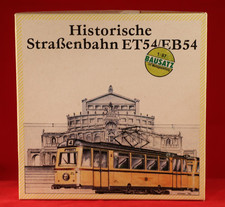 Historische
Straßenbahn ET54/EB54
1:87
BAUSATZ